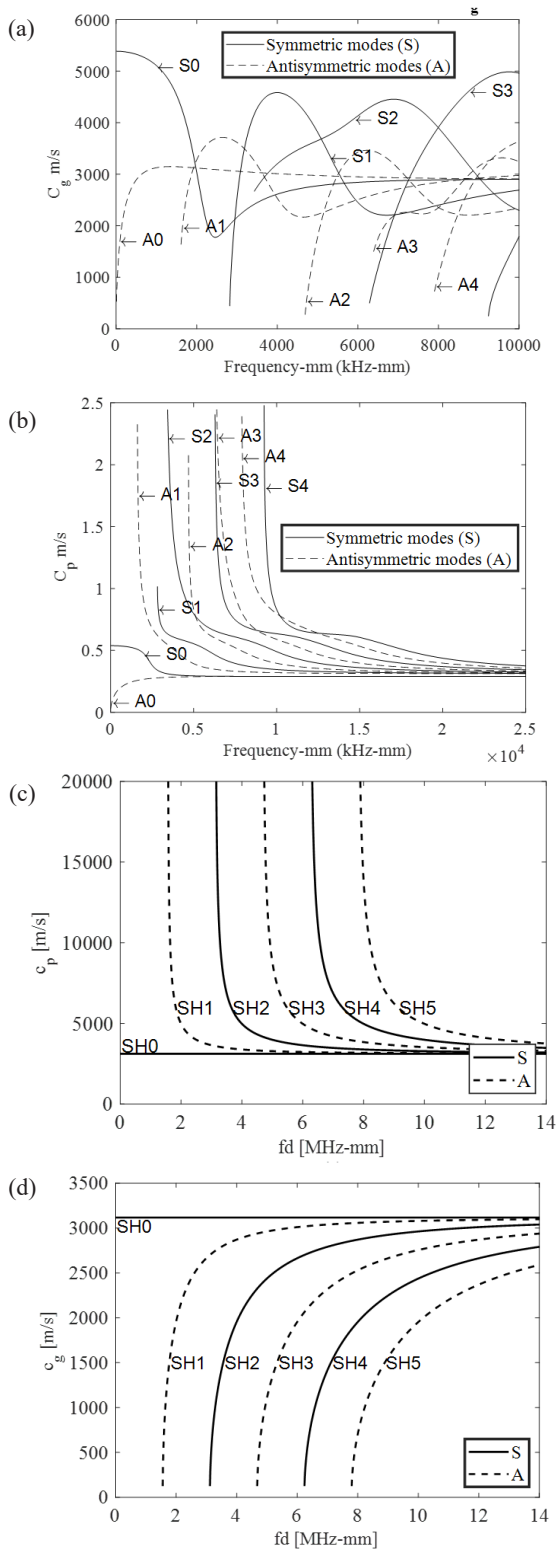 g
(a)
6000
5000
4000
3000
2000
1000
0
C_g m/s
Symmetric modes (S)
Antisymmetric modes (A)
S0
S3
S2
S1
A1
A0
A3
A2
A4
0 2000 4000 6000 8000 10000
Frequency-mm (kHz-mm)
(b)
2.5
2
1.5
1
0.5
0
C_p m/s
S2
A3
A4
A1
S3
S4
A2
Symmetric modes (S)
Antisymmetric modes (A)
S1
S0
A0
0 0.5 1 1.5 2 2.5
Frequency-mm (kHz-mm)
×10^4
(c)
20000
15000
10000
5000
0
c_p [m/s]
SH1 SH2 SH3 SH4 SH5
SH0
S
A
0 2 4 6 8 10 12 14
fd [MHz-mm]
(d)
3500
3000
2500
2000
1500
1000
500
0
c_g [m/s]
SH0
SH1 SH2 SH3 SH4 SH5
S
A
0 2 4 6 8 10 12 14
fd [MHz-mm]